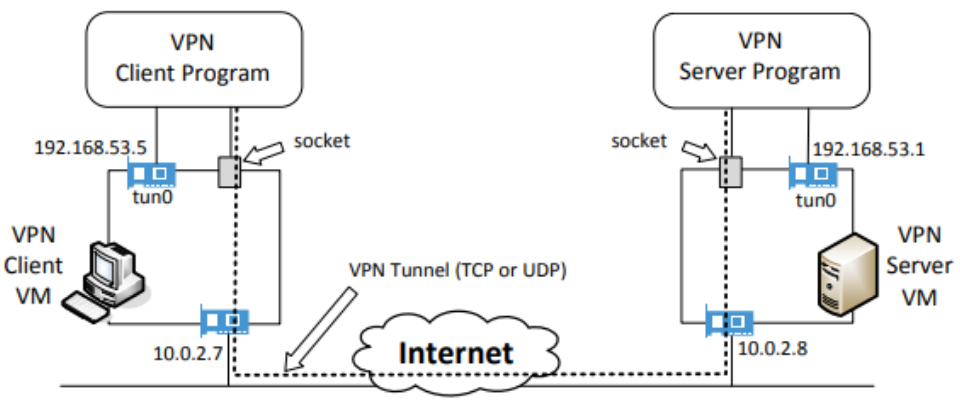 VPN
Client Program
VPN
Server Program
192.168.53.5
socket
socket
192.168.53.1
tun0
tun0
VPN
Client
VM
VPN Tunnel (TCP or UDP)
VPN
Server
VM
10.0.2.7
Internet
10.0.2.8